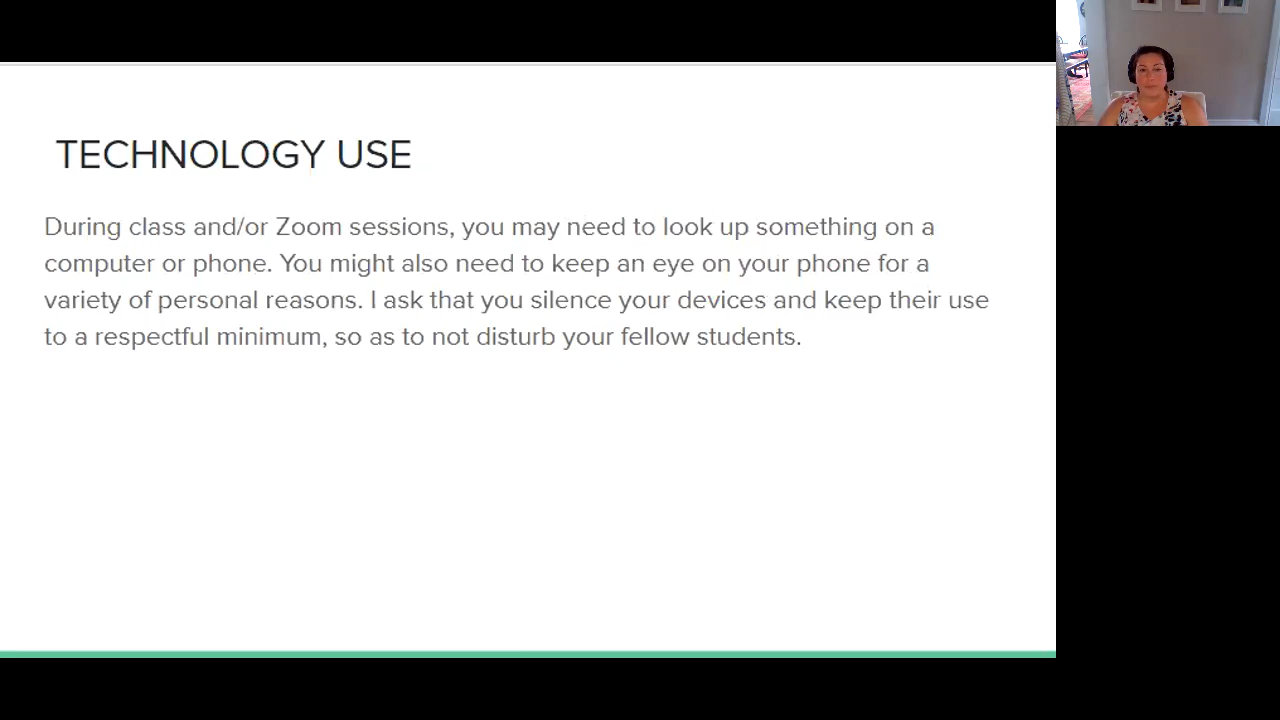 TECHNOLOGY USE
During class and/or Zoom sessions, you may need to look up something on a
computer or phone. You might also need to keep an eye on your phone for a
variety of personal reasons. I ask that you silence your devices and keep their use
to a respectful minimum, so as to not disturb your fellow students.